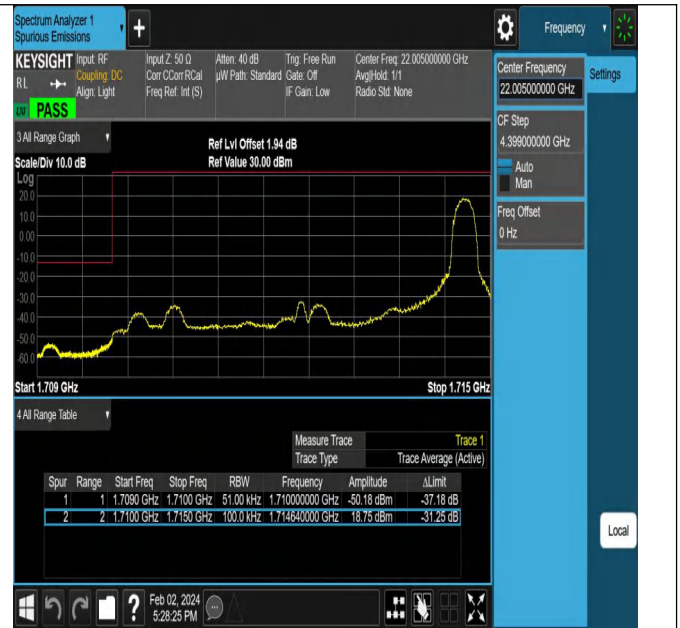 Spectrum Analyzer 1
Spurious Emissions
+
Frequency
KEYSIGHT
RL
PASS
Input: RF
Coupling: DC
Align: Light
Input Z: 50 Ω
Corr CCorr RCal
Freq Ref: Int (S)
Atten: 40 dB
µW Path: Standard
Trig: Free Run
Gate: Off
IF Gain: Low
Center Freq: 22.005000000 GHz
Avg|Hold: 1/1
Radio Std: None
Center Frequency
22.005000000 GHz
Settings
CF Step
4.399000000 GHz
Auto
Man
Freq Offset
0 Hz
3 All Range Graph
Scale/Div 10.0 dB
Ref Lvl Offset 1.94 dB
Ref Value 30.00 dBm
Log
20.0
10.0
0.00
-10.0
-20.0
-30.0
-40.0
-50.0
-60.0
Start 1.709 GHz
Stop 1.715 GHz
4 All Range Table
Measure Trace Trace 1
Trace Type Trace Average (Active)
Spur Range Start Freq Stop Freq RBW Frequency Amplitude ΔLimit
1 1 1.7090 GHz 1.7100 GHz 51.00 kHz 1.710000000 GHz -50.18 dBm -37.18 dB
2 2 1.7100 GHz 1.7150 GHz 100.0 kHz 1.714640000 GHz 18.75 dBm -31.25 dB
Local
?
Feb 02, 2024
5:28:25 PM